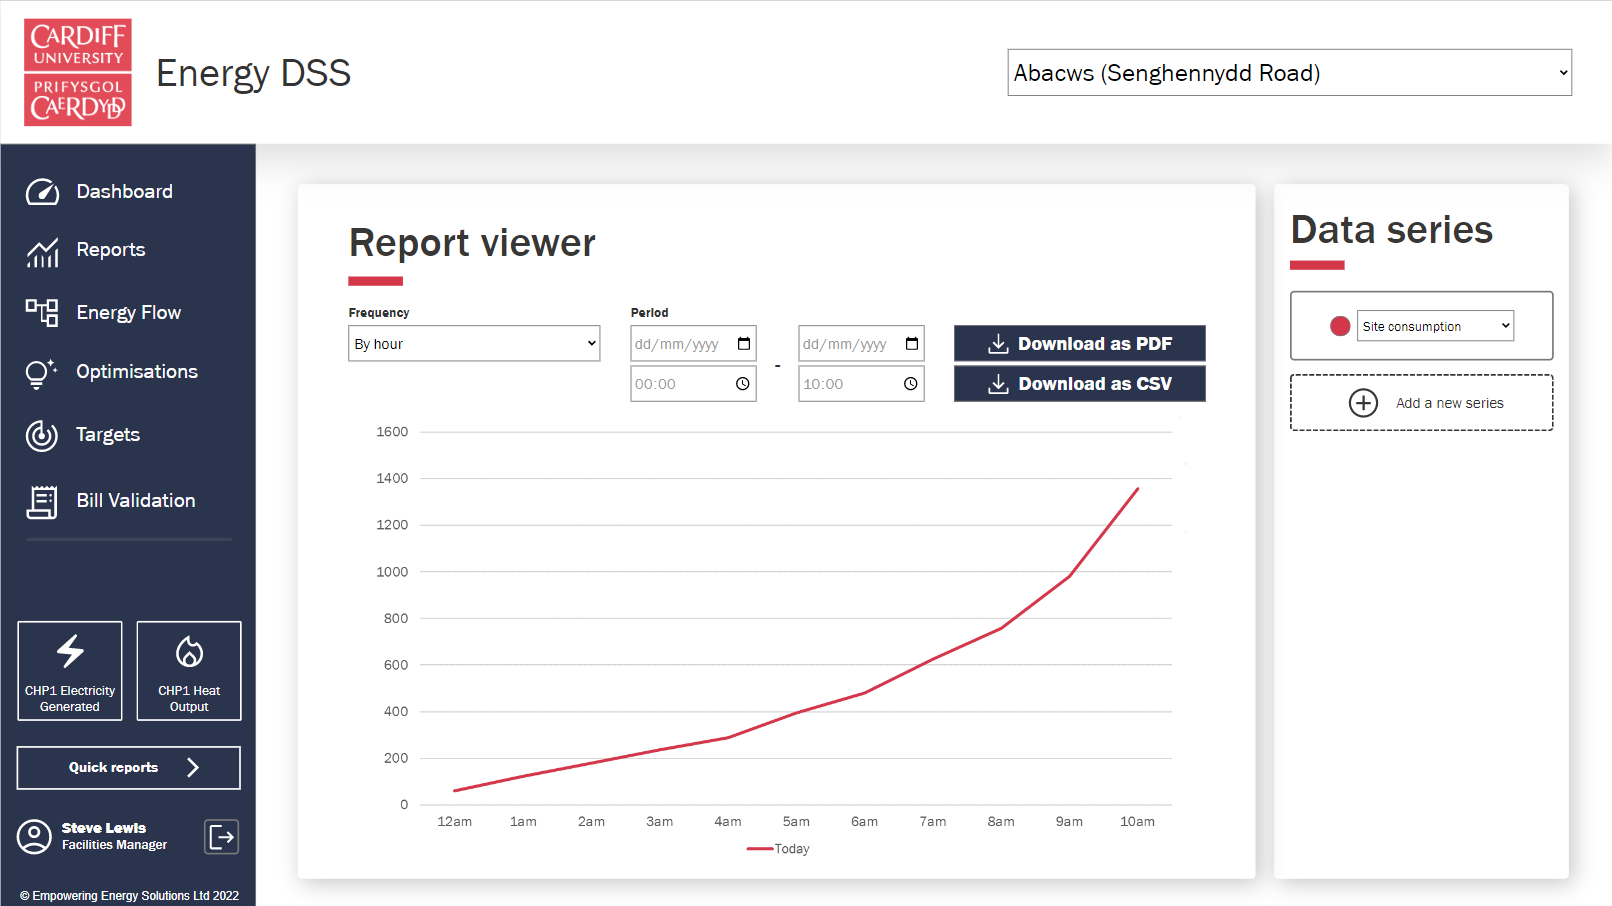 CARDIFF
UNIVERSITY
PRIFYSGOL
CAERDYDD
Energy DSS
Abacws (Senghennydd Road)
Dashboard
Reports
Energy Flow
Optimisations
Targets
Bill Validation
CHP1 Electricity
Generated
CHP1 Heat
Output
Quick reports
Steve Lewis
Facilities Manager
© Empowering Energy Solutions Ltd 2022
Report viewer
Frequency
By hour
Period
dd/mm/yyyy
00:00
-
dd/mm/yyyy
10:00
Download as PDF
Download as CSV
1600
1400
1200
1000
800
600
400
200
0
12am 1am 2am 3am 4am 5am 6am 7am 8am 9am 10am
Today
Data series
Site consumption
Add a new series